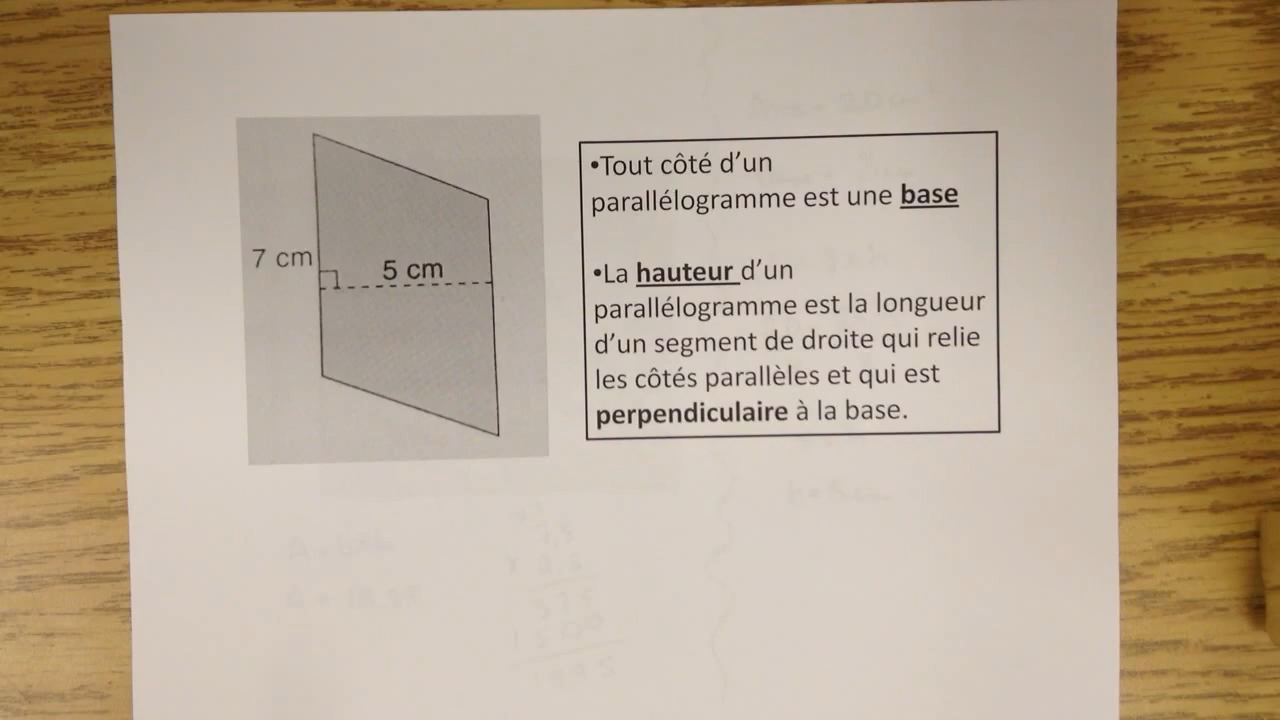 7 cm
5 cm
•Tout côté d’un
parallélogramme est une base
•La hauteur d’un
parallélogramme est la longueur
d’un segment de droite qui relie
les côtés parallèles et qui est
perpendiculaire à la base.